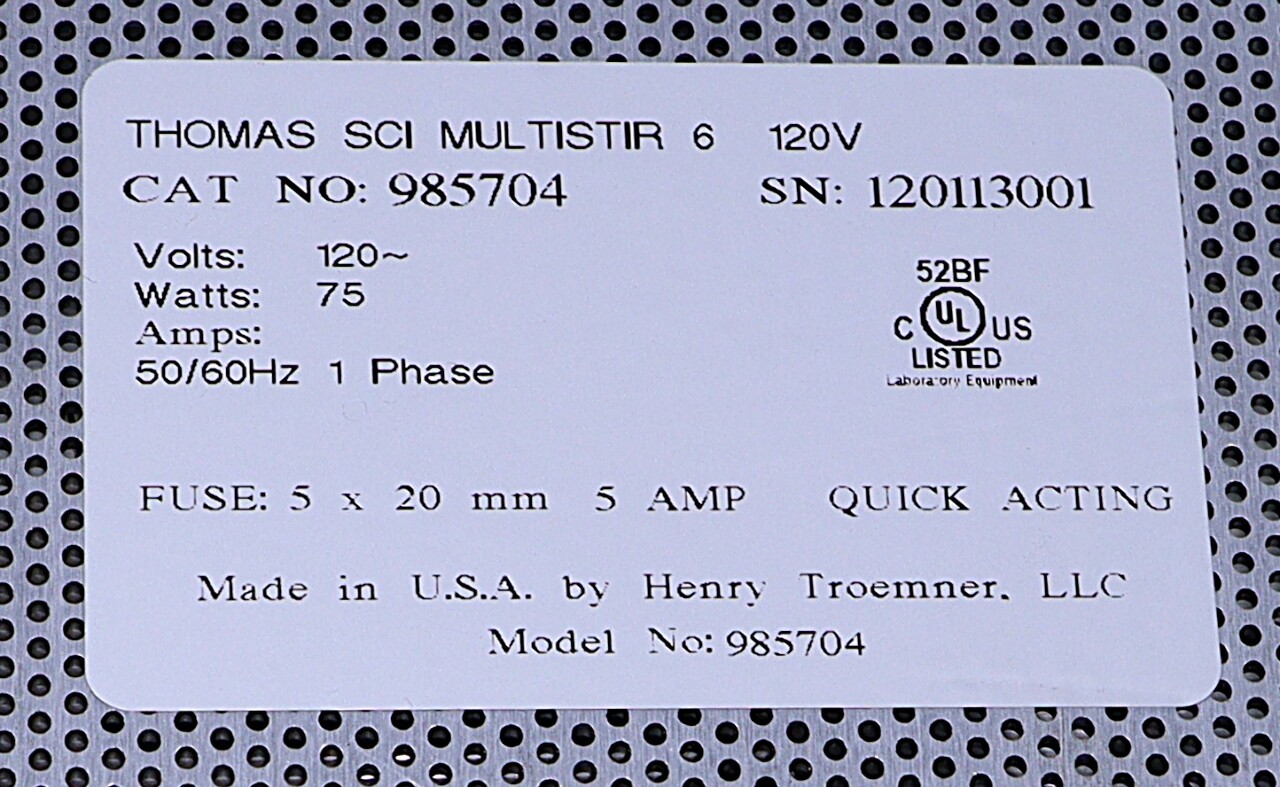 THOMAS SCI MULTISTIR 6 120V
CAT NO: 985704 SN: 120113001
Volts: 120~
Watts: 75
Amps:
50/60Hz 1 Phase
52BF
C UL US
LISTED
Laboratory Equipment
FUSE: 5 x 20 mm 5 AMP QUICK ACTING
Made in U.S.A. by Henry Troemner, LLC
Model No: 985704